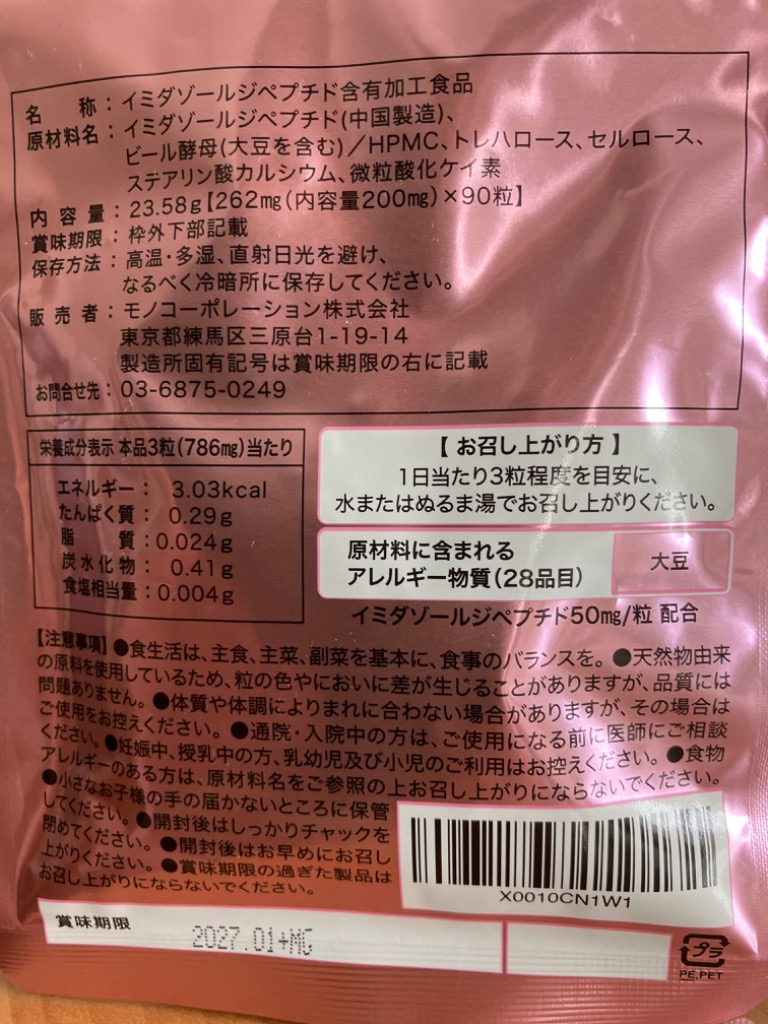 名　称：イミダゾールジペプチド含有加工食品
原材料名：イミダゾールジペプチド(中国製造)、
ビール酵母(大豆を含む)／HPMC、トレハロース、セルロース、
ステアリン酸カルシウム、微粒酸化ケイ素
内容量：23.58g【262mg(内容量200mg)×90粒】
賞味期限：枠外下部記載
保存方法：高温・多湿、直射日光を避け、
なるべく冷暗所に保存してください。
販売者：モノコーポレーション株式会社
東京都練馬区三原台1-19-14
製造所固有記号は賞味期限の右に記載
お問合せ先：03-6875-0249
栄養成分表示 本品3粒(786mg)当たり
エネルギー：3.03kcal
たんぱく質：0.29g
脂　質：0.024g
炭水化物：0.41g
食塩相当量：0.004g
【お召し上がり方】
1日当たり3粒程度を目安に、
水またはぬるま湯でお召し上がりください。
原材料に含まれる
アレルギー物質(28品目)
大豆
イミダゾールジペプチド50mg/粒 配合
【注意事項】●食生活は、主食、主菜、副菜を基本に、食事のバランスを。●天然物由来
の原料を使用しているため、粒の色やにおいに差が生じることがありますが、品質には
問題ありません。●体質や体調によりまれに合わない場合がありますが、その場合は
ご使用をお控えください。●通院・入院中の方は、ご使用になる前に医師にご相談
ください。●妊娠中、授乳中の方、乳幼児及び小児のご利用はお控えください。●食物
アレルギーのある方は、原材料名をご参照の上お召し上がりにならないでください。
●小さなお子様の手の届かないところに保管
してください。●開封後はしっかりチャックを
閉めてください。●開封後はお早めにお召し
上がりください。●賞味期限の過ぎた製品は
お召し上がりにならないでください。
X0010CN1W1
賞味期限
2027.01+MG
プラ
PE,PET